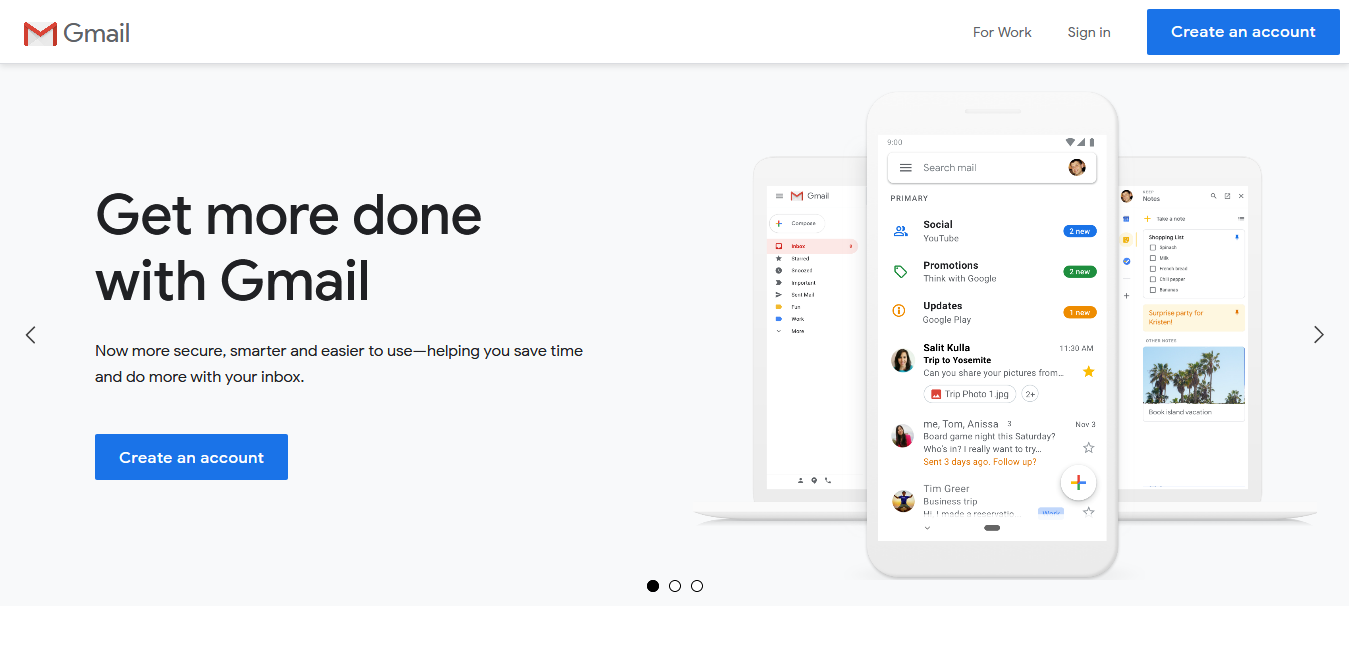 Gmail
For Work
Sign in
Create an account
Get more done
with Gmail
Now more secure, smarter and easier to use—helping you save time
and do more with your inbox.
Create an account
Gmail
Compose
Inbox
Starred
Snoozed
Important
Sent Mail
Fun
Work
More
9:00
Search mail
PRIMARY
Social
YouTube
2 new
Promotions
Think with Google
2 new
Updates
Google Play
1 new
Salit Kulla
11:30 AM
Trip to Yosemite
Can you share your pictures from...
Trip Photo 1.jpg
2+
me, Tom, Anissa 3
Nov 3
Board game night this Saturday?
Who's in? I really want to try...
Sent 3 days ago. Follow up?
Tim Greer
Business trip
Hi, I made a reservatio...
Work
KEEP
Notes
Take a note
Shopping List
Spinach
Milk
French bread
Chili pepper
Bananas
Surprise party for
Kristen!
OTHER NOTES
Book island vacation